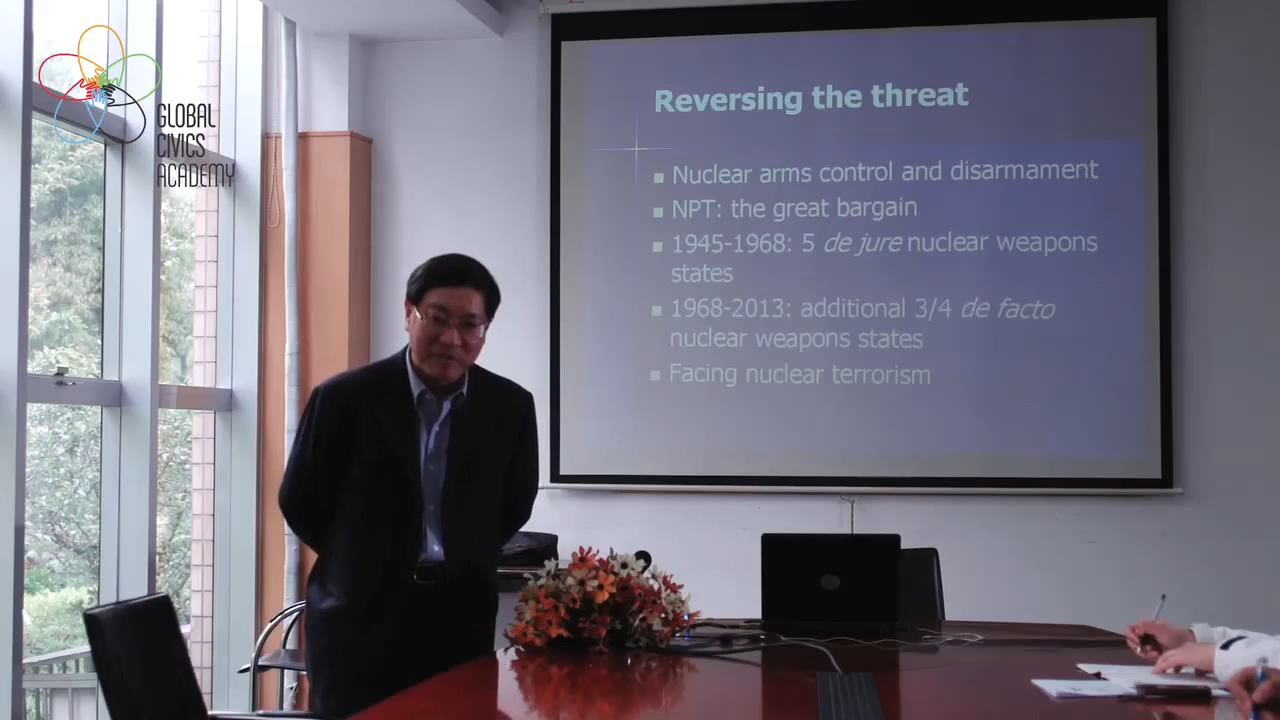 GLOBAL
CIVICS
ACADEMY
Reversing the threat
Nuclear arms control and disarmament
NPT: the great bargain
1945-1968: 5 de jure nuclear weapons
states
1968-2013: additional 3/4 de facto
nuclear weapons states
Facing nuclear terrorism